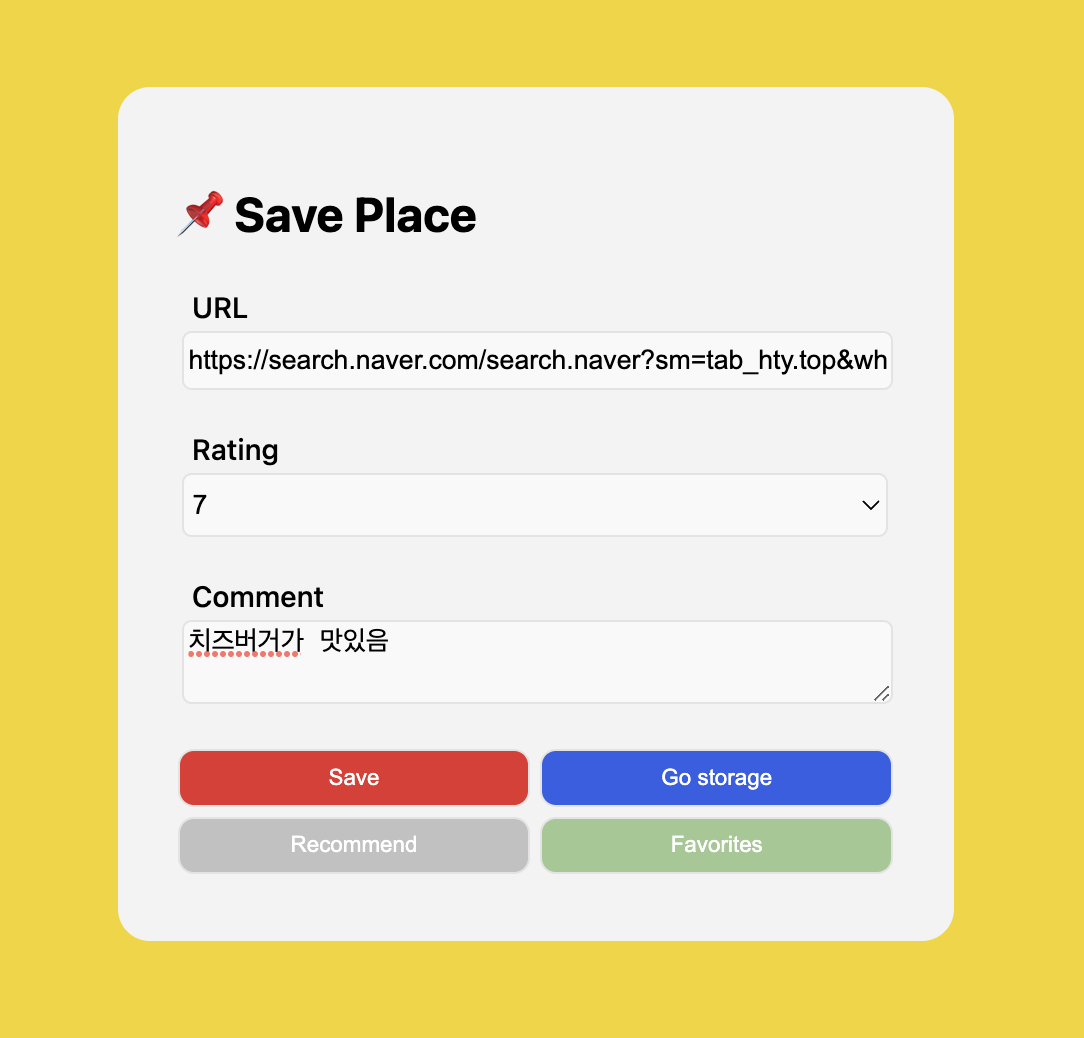 Save Place
URL
https://search.naver.com/search.naver?sm=tab_hty.top&wh
Rating
7
Comment
치즈버거가 맛있음
Save
Go storage
Recommend
Favorites